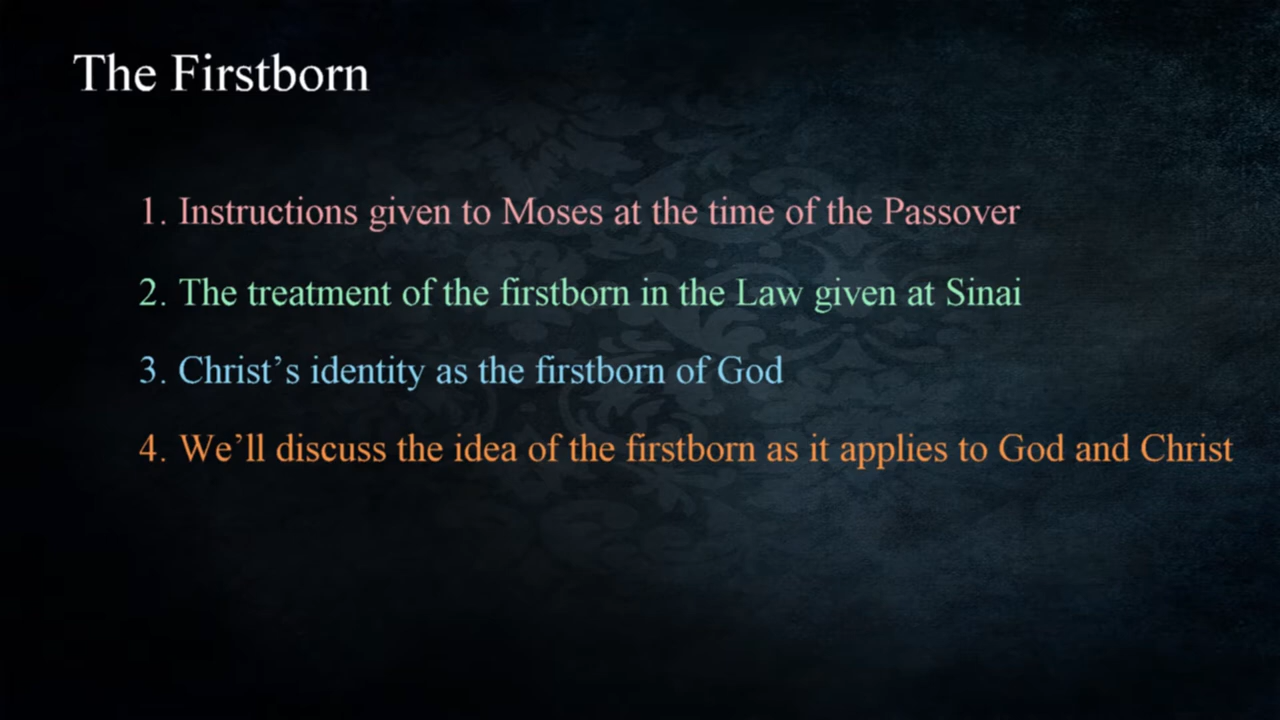 The Firstborn
1. Instructions given to Moses at the time of the Passover
2. The treatment of the firstborn in the Law given at Sinai
3. Christ’s identity as the firstborn of God
4. We’ll discuss the idea of the firstborn as it applies to God and Christ